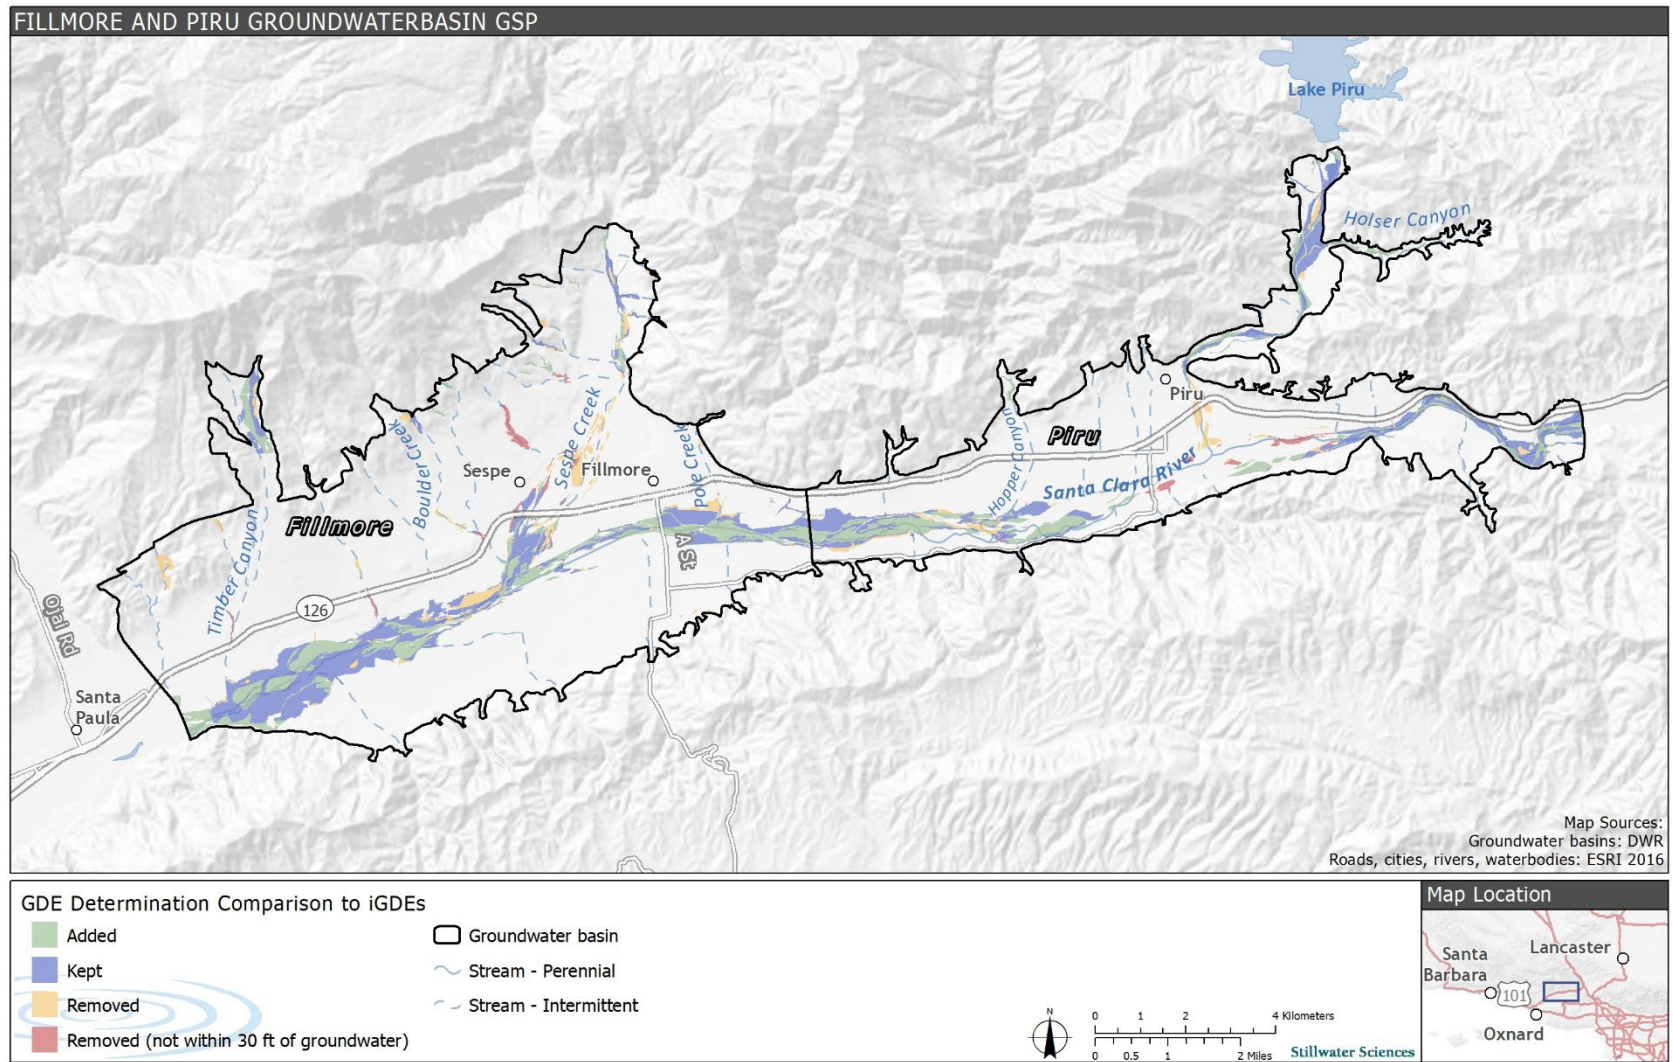 FILLMORE AND PIRU GROUNDWATERBASIN GSP
Lake Piru
Holser Canyon
Piru
Piru
Hopper Canyon
Santa Clara River
Sespe Creek
Sespe
Fillmore
Pole Creek
Boulder Creek
Fillmore
A St
Timber Canyon
126
Ojai Rd
Santa
Paula
Map Sources:
Groundwater basins: DWR
Roads, cities, rivers, waterbodies: ESRI 2016
GDE Determination Comparison to iGDEs
Added
Kept
Removed
Removed (not within 30 ft of groundwater)
Groundwater basin
Stream - Perennial
Stream - Intermittent
N
0 1 2 4 Kilometers
0 0.5 1 2 Miles
Stillwater Sciences
Map Location
Santa
Barbara
Lancaster
101
Oxnard